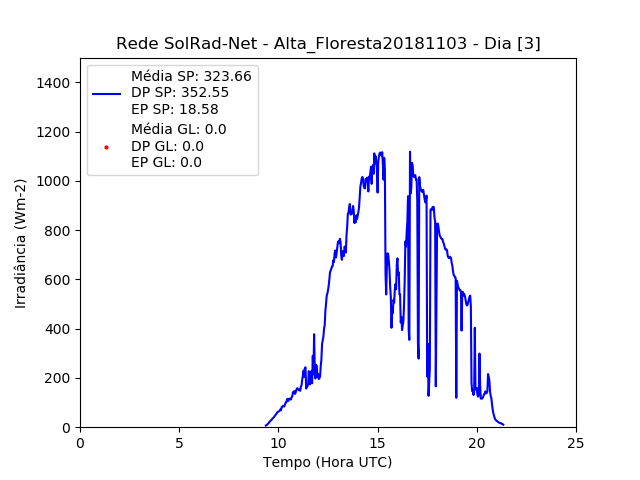 Rede SolRad-Net - Alta_Floresta20181103 - Dia [3]
Média SP: 323.66
DP SP: 352.55
EP SP: 18.58
Média GL: 0.0
DP GL: 0.0
EP GL: 0.0
1400
1200
1000
800
600
400
200
0
Irradiância (Wm-2)
0 5 10 15 20 25
Tempo (Hora UTC)